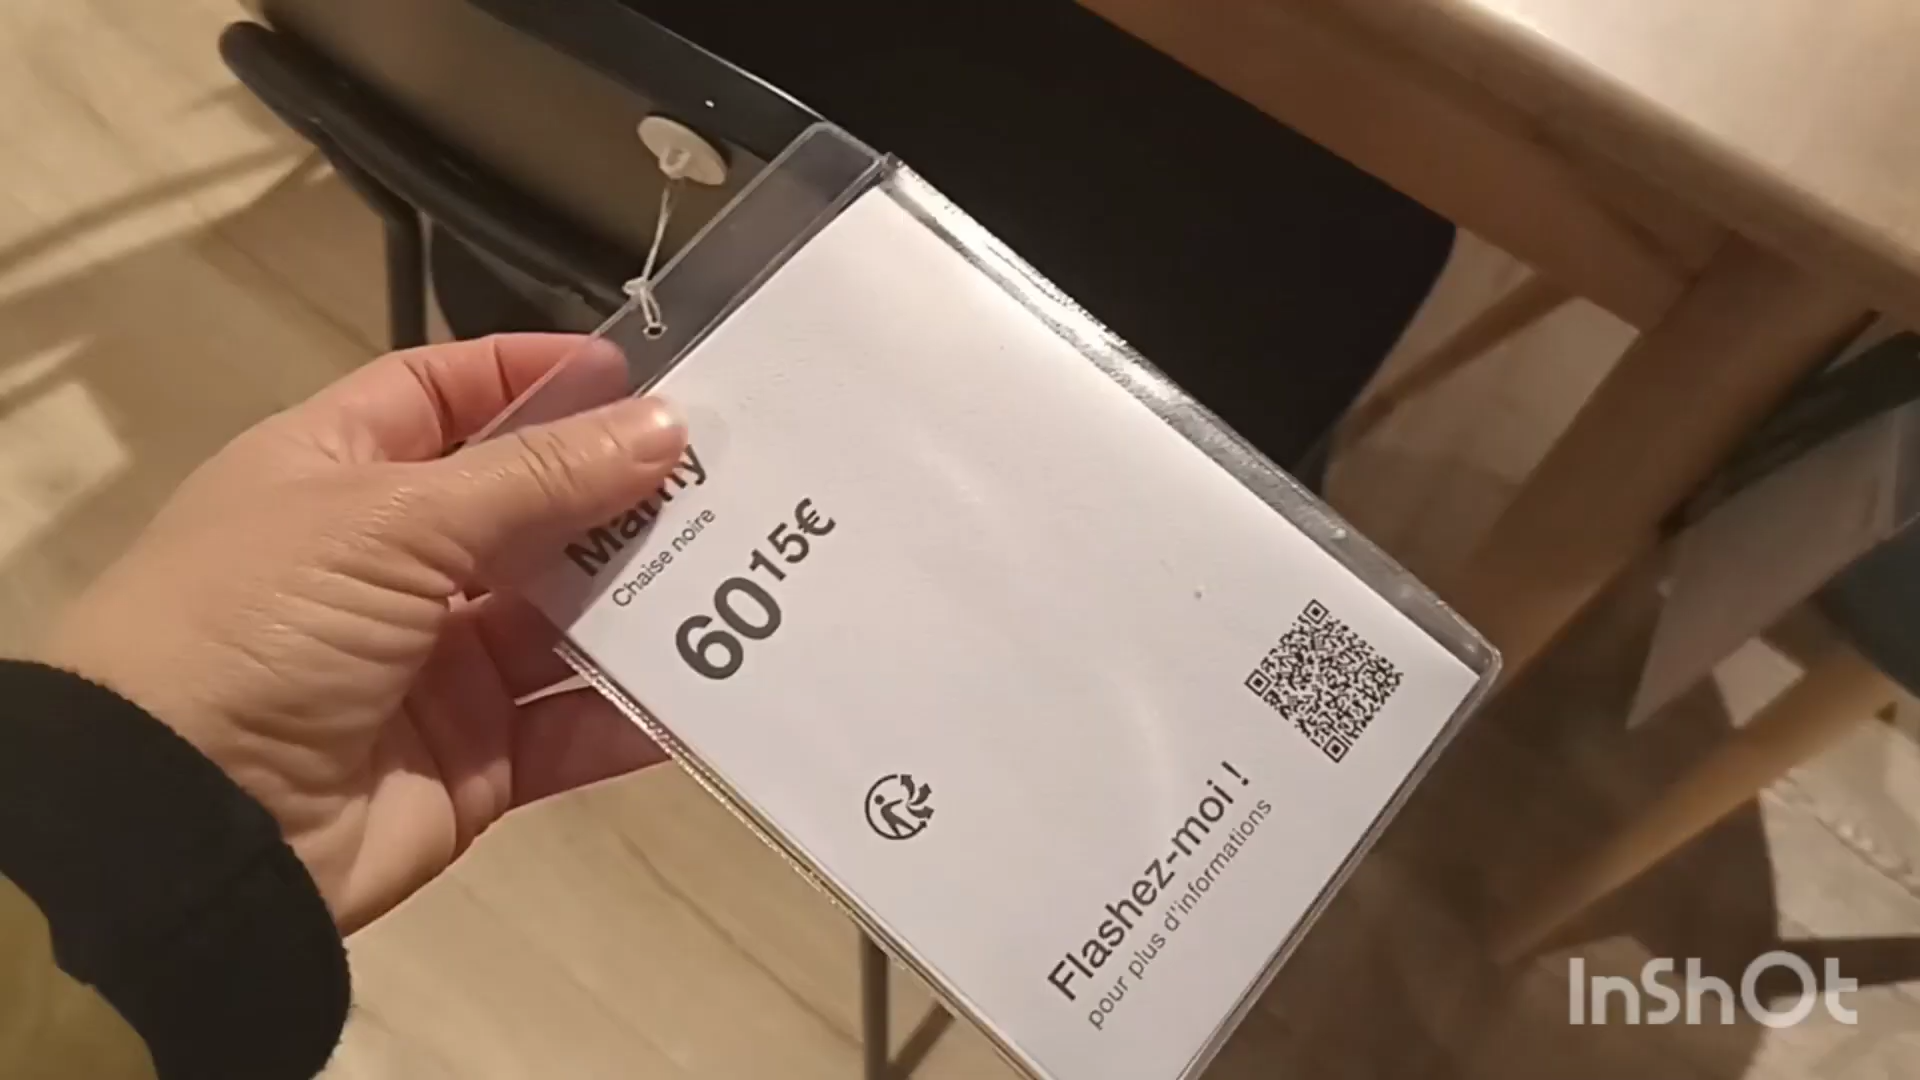 Chaise noire
60 15€
Flashez-moi !
pour plus d'informations
InShOt